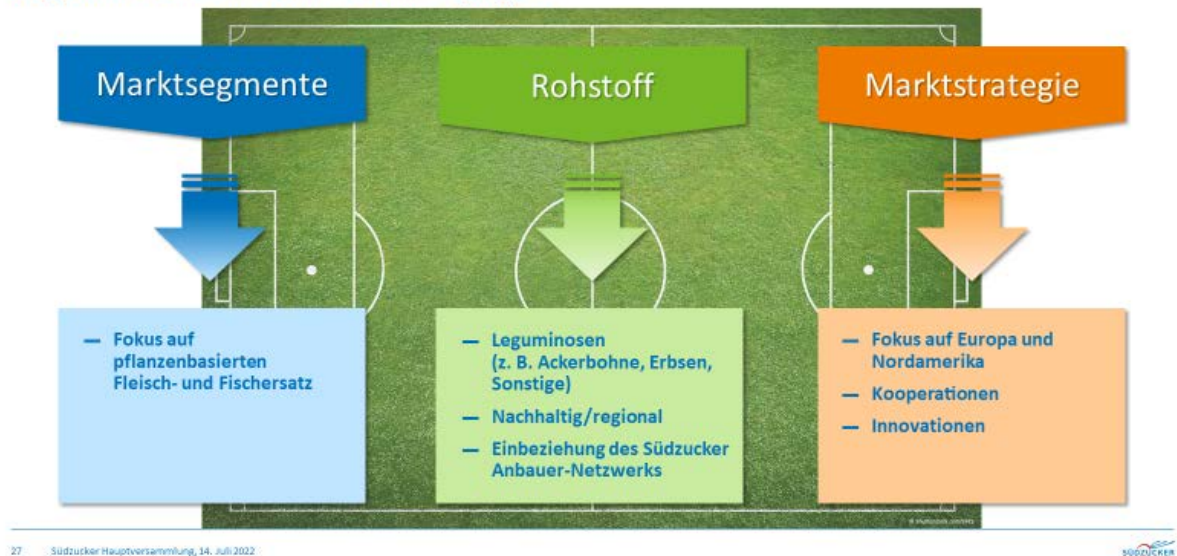 Marktsegmente
Rohstoff
Marktstrategie
— Fokus auf
pflanzenbasierten
Fleisch- und Fischersatz
— Leguminosen
(z. B. Ackerbohne, Erbsen,
Sonstige)
— Nachhaltig/regional
— Einbeziehung des Südzucker
Anbauer-Netzwerks
— Fokus auf Europa und
Nordamerika
— Kooperationen
— Innovationen
27 Südzucker Hauptversammlung, 14. Juli 2022
SÜDZUCKER